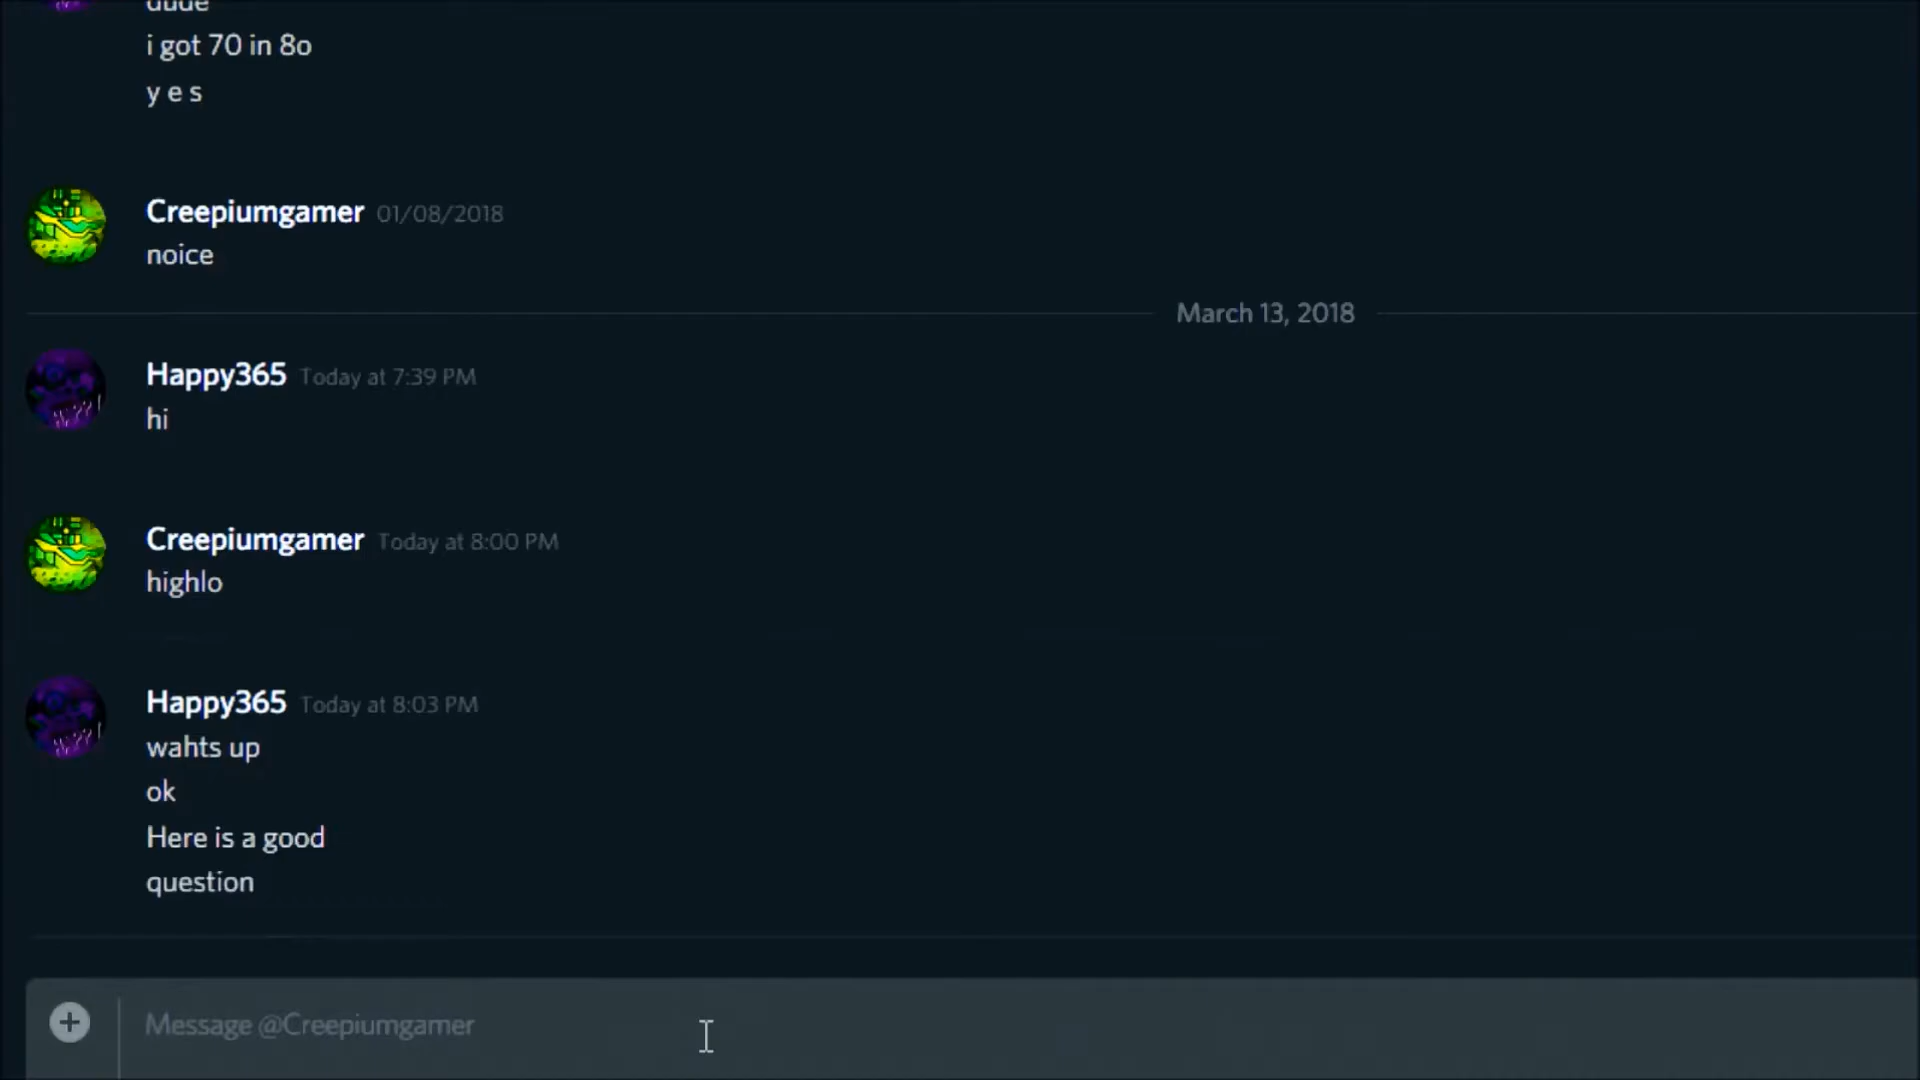 dude
i got 70 in 8o
y e s
Creepiumgamer 01/08/2018
noice
March 13, 2018
Happy365 Today at 7:39 PM
hi
Creepiumgamer Today at 8:00 PM
highlo
Happy365 Today at 8:03 PM
wahts up
ok
Here is a good
question
Message @Creepiumgamer